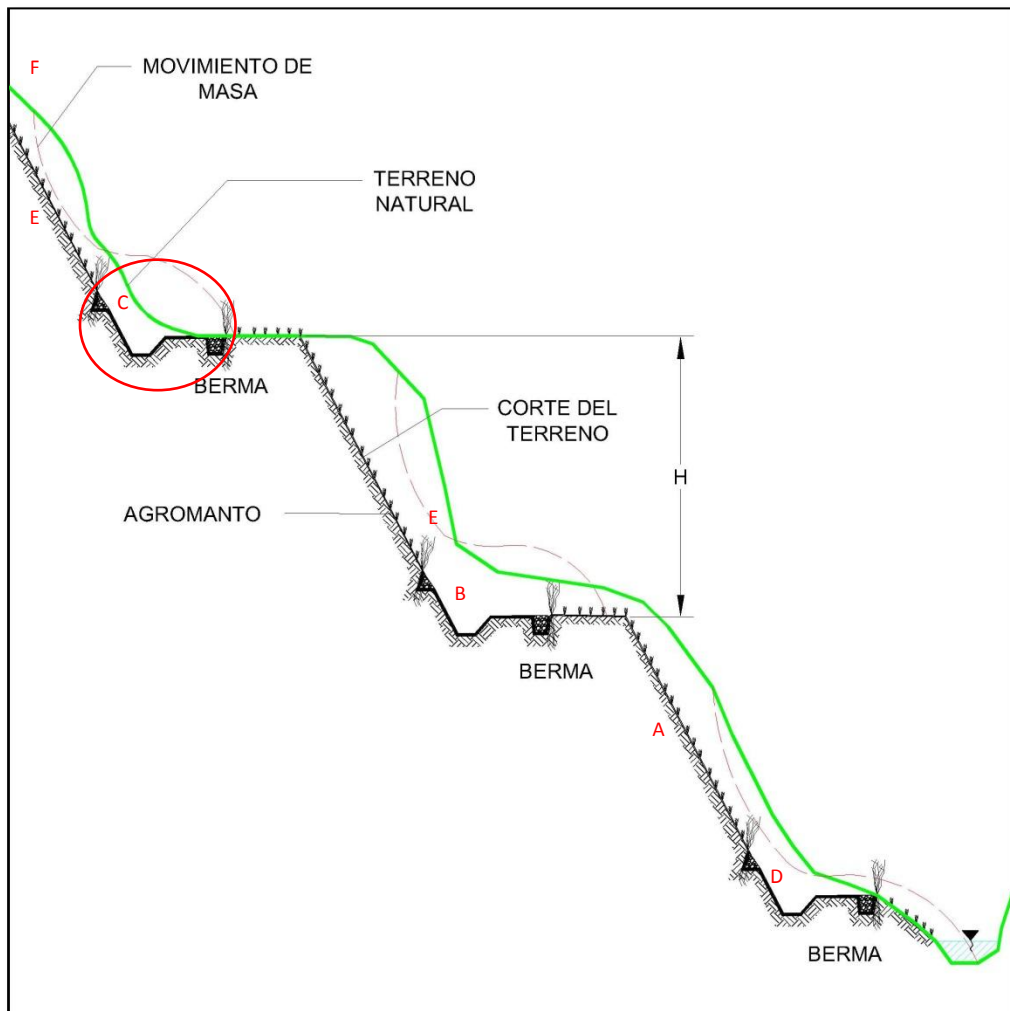 F
MOVIMIENTO DE
MASA
TERRENO
NATURAL
E
C
BERMA
CORTE DEL
TERRENO
H
AGROMANTO
E
B
BERMA
A
D
BERMA